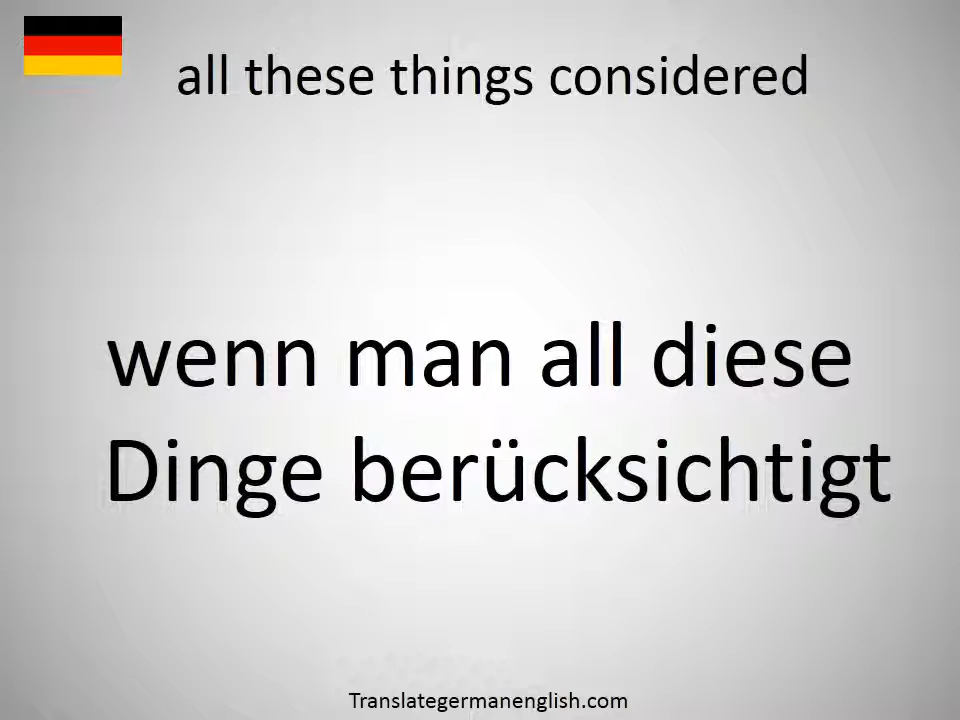 all these things considered
wenn man all diese
Dinge berücksichtigt
Translategermanenglish.com